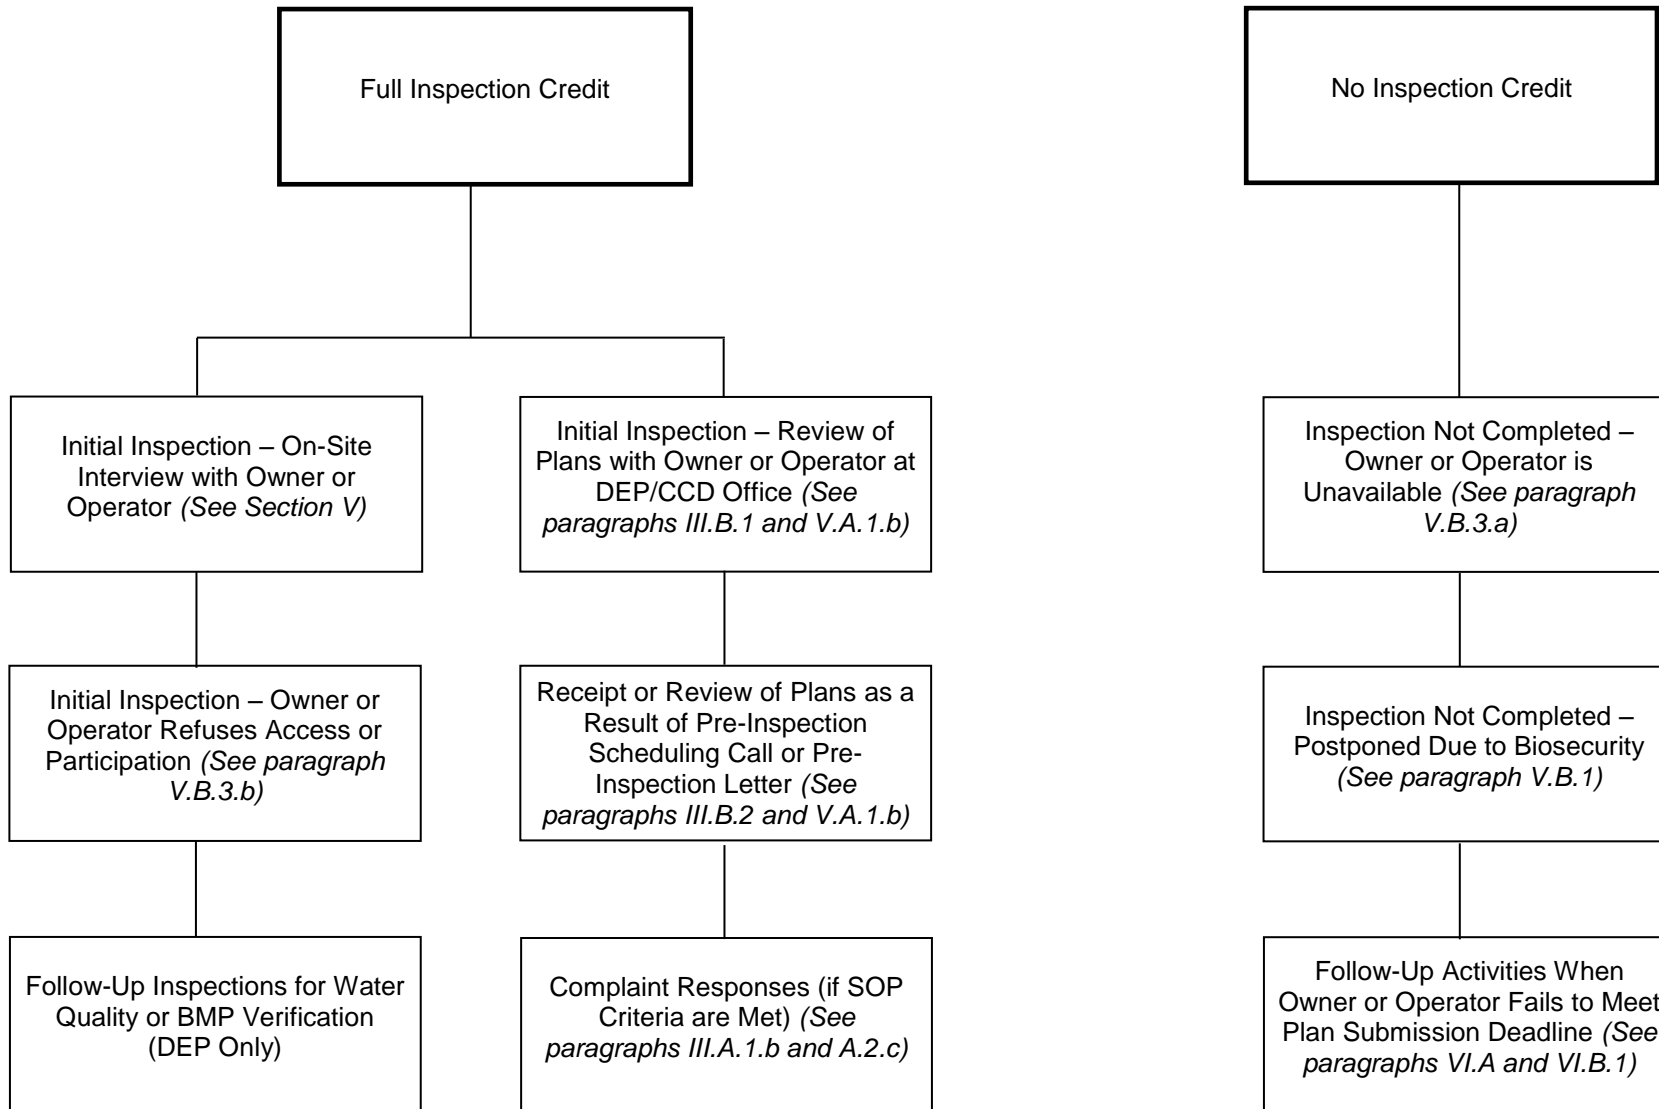 Full Inspection Credit
No Inspection Credit
Initial Inspection – On-Site
Interview with Owner or
Operator (See Section V)
Initial Inspection – Review of
Plans with Owner or Operator at
DEP/CCD Office (See
paragraphs III.B.1 and V.A.1.b)
Inspection Not Completed –
Owner or Operator is
Unavailable (See paragraph
V.B.3.a)
Initial Inspection – Owner or
Operator Refuses Access or
Participation (See paragraph
V.B.3.b)
Receipt or Review of Plans as a
Result of Pre-Inspection
Scheduling Call or Pre-
Inspection Letter (See
paragraphs III.B.2 and V.A.1.b)
Inspection Not Completed –
Postponed Due to Biosecurity
(See paragraph V.B.1)
Follow-Up Inspections for Water
Quality or BMP Verification
(DEP Only)
Complaint Responses (if SOP
Criteria are Met) (See
paragraphs III.A.1.b and A.2.c)
Follow-Up Activities When
Owner or Operator Fails to Meet
Plan Submission Deadline (See
paragraphs VI.A and VI.B.1)